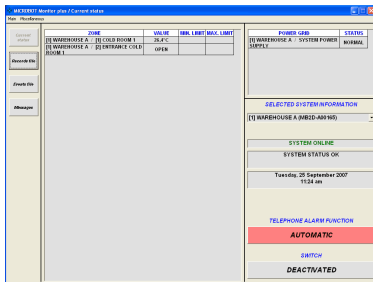 MICROBOT Monitor plus / Current status
Main Miscellaneous
Current status
Records file
Events file
Messages
ZONE VALUE MIN. LIMIT MAX. LIMIT
[1] WAREHOUSE A / [1] COLD ROOM 1 26.4°C
[1] WAREHOUSE A / [2] ENTRANCE COLD ROOM 1 OPEN
POWER GRID STATUS
[1] WAREHOUSE A / SYSTEM POWER SUPPLY NORMAL
SELECTED SYSTEM INFORMATION
[1] WAREHOUSE A (MB2D-A00165)
SYSTEM ONLINE
SYSTEM STATUS OK
Tuesday, 25 September 2007
11:24 am
TELEPHONE ALARM FUNCTION
AUTOMATIC
SWITCH
DEACTIVATED